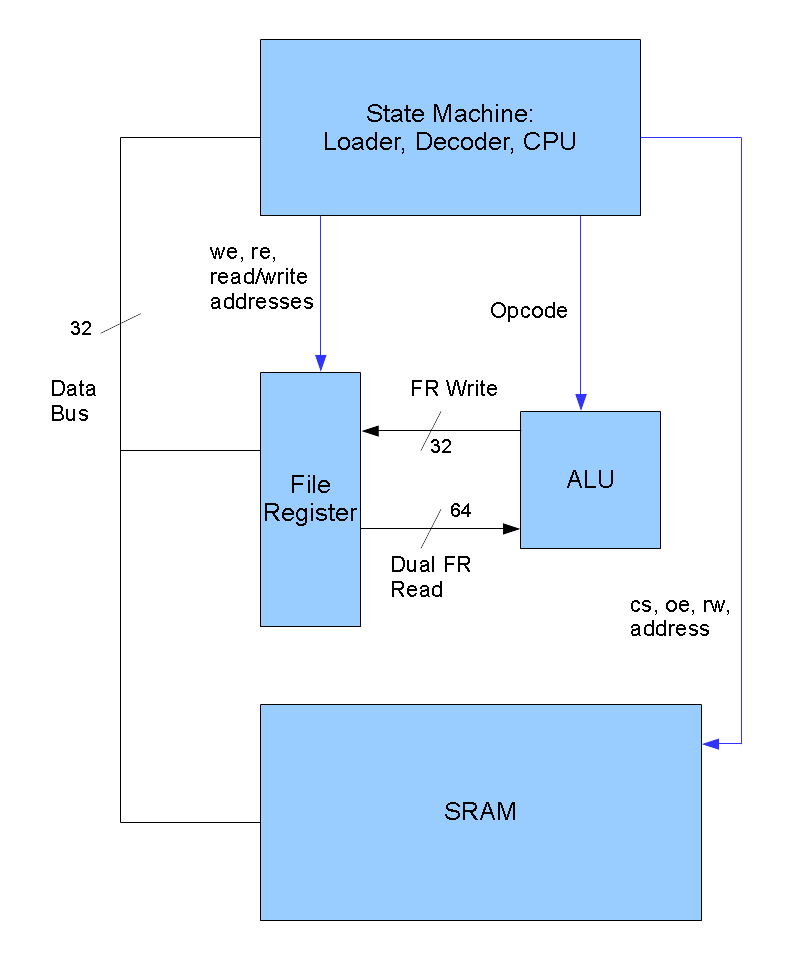 State Machine:
Loader, Decoder, CPU
we, re,
read/write
addresses
Opcode
32
Data
Bus
FR Write
32
File
Register
ALU
64
Dual FR
Read
cs, oe, rw,
address
SRAM